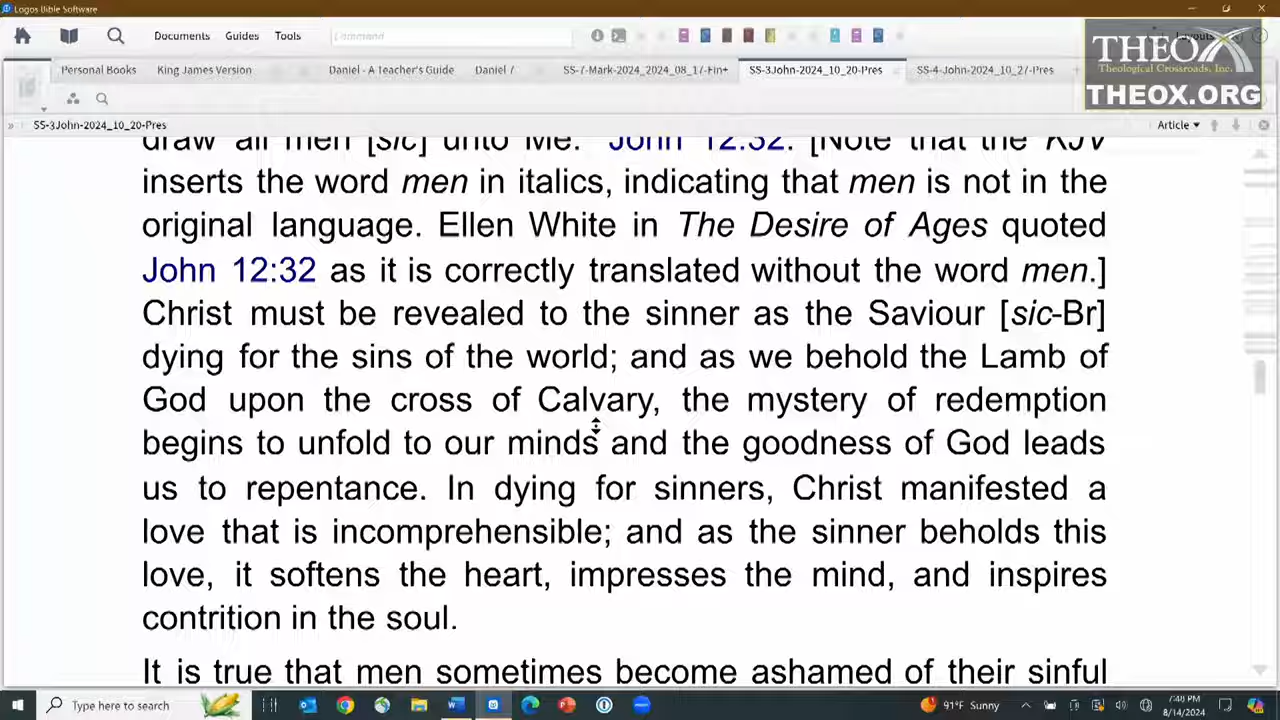 Logos Bible Software
Documents Guides Tools Command
THEOX
Theological Crossroads, Inc.
THEOX.ORG
Personal Books King James Version Daniel - A Teac SS-7-Mark-2024_2024_08_17-Fin+ SS-3John-2024_10_20-Pres SS-4-John-2024_10_27-Pres
» SS-3John-2024_10_20-Pres Article
draw all men [sic] unto Me." John 12:32. [Note that the KJV
inserts the word men in italics, indicating that men is not in the
original language. Ellen White in The Desire of Ages quoted
John 12:32 as it is correctly translated without the word men.]
Christ must be revealed to the sinner as the Saviour [sic-Br]
dying for the sins of the world; and as we behold the Lamb of
God upon the cross of Calvary, the mystery of redemption
begins to unfold to our minds and the goodness of God leads
us to repentance. In dying for sinners, Christ manifested a
love that is incomprehensible; and as the sinner beholds this
love, it softens the heart, impresses the mind, and inspires
contrition in the soul.
It is true that men sometimes become ashamed of their sinful
Type here to search 91°F Sunny 7:48 PM
8/14/2024